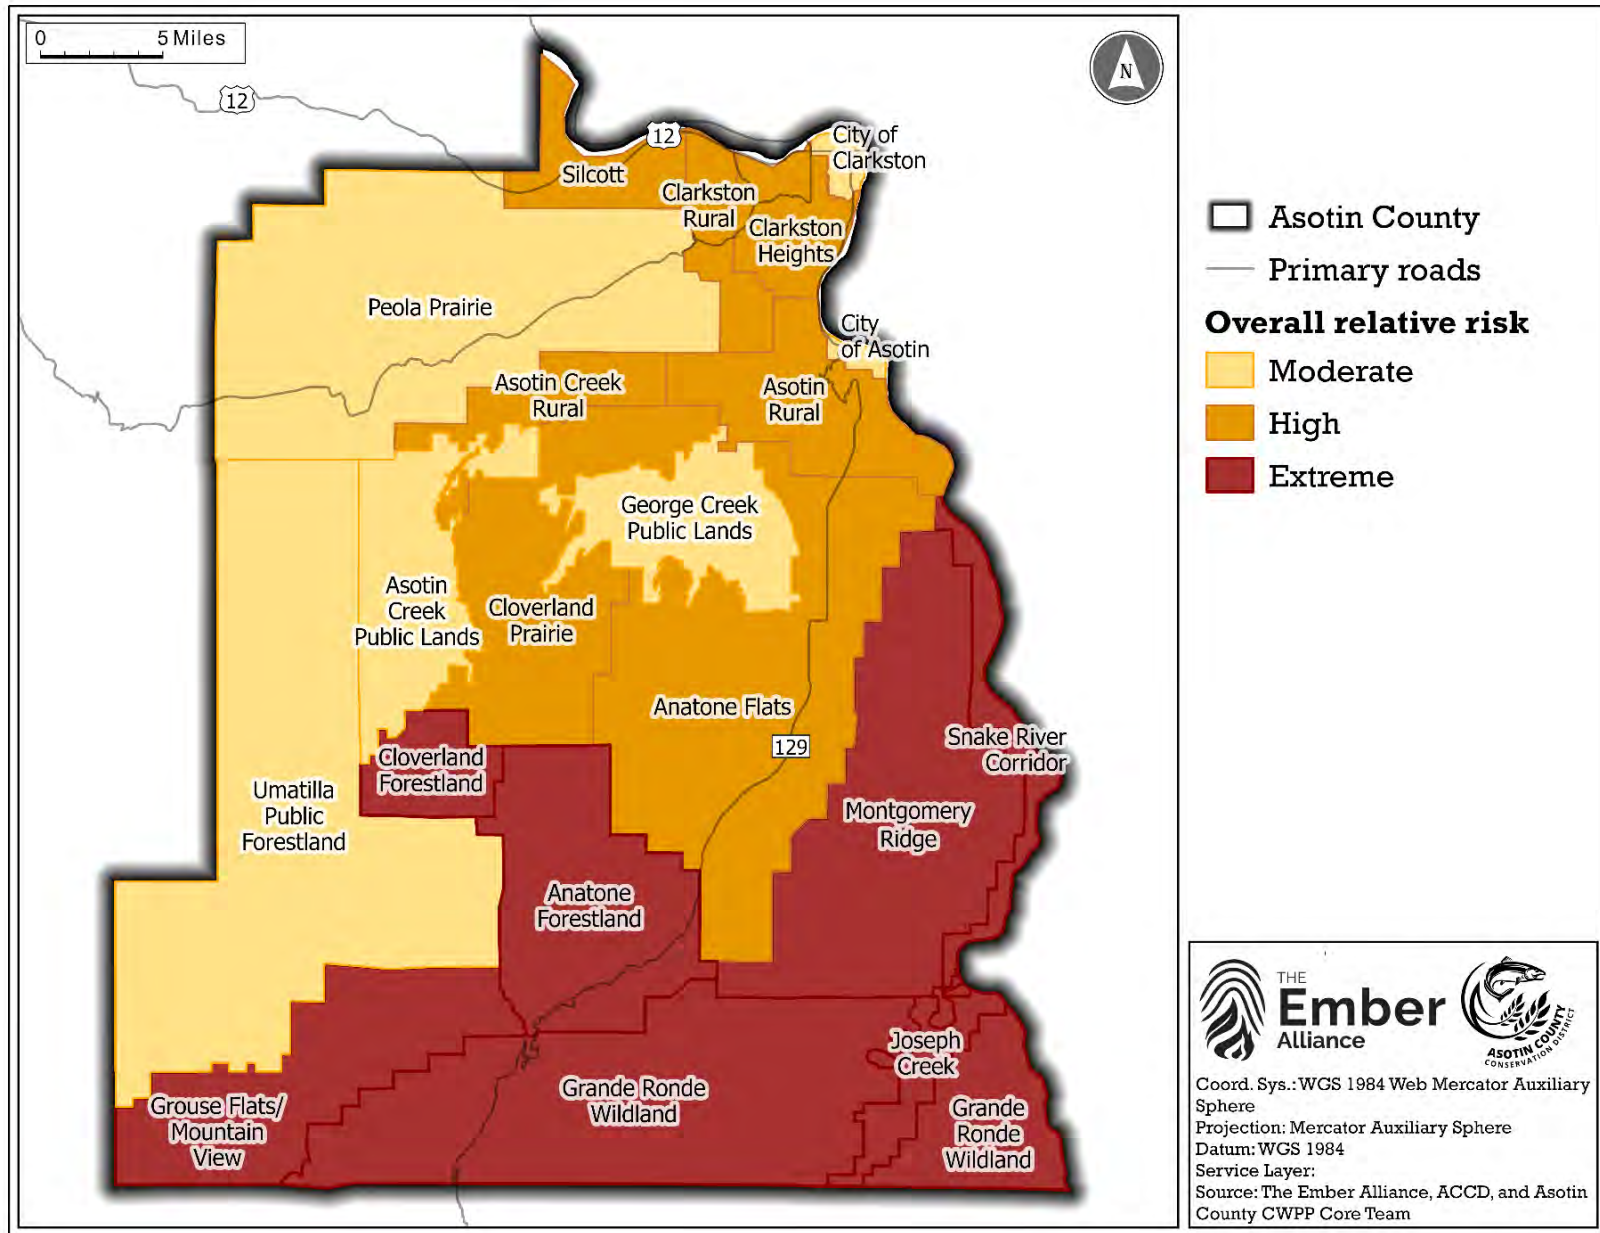 0 5 Miles
N
12
12
City of
Clarkston
Silcott
Clarkston
Rural
Clarkston
Heights
Peola Prairie
City
of Asotin
Asotin Creek
Rural
Asotin
Rural
George Creek
Public Lands
Asotin
Creek
Public Lands
Cloverland
Prairie
Anatone Flats
129
Snake River
Corridor
Cloverland
Forestland
Umatilla
Public
Forestland
Montgomery
Ridge
Anatone
Forestland
Joseph
Creek
Grande Ronde
Wildland
Grouse Flats/
Mountain
View
Grande
Ronde
Wildland
Asotin County
Primary roads
Overall relative risk
Moderate
High
Extreme
THE
Ember
Alliance
ASOTIN COUNTY
CONSERVATION DISTRICT
Coord. Sys.: WGS 1984 Web Mercator Auxiliary
Sphere
Projection: Mercator Auxiliary Sphere
Datum: WGS 1984
Service Layer:
Source: The Ember Alliance, ACCD, and Asotin
County CWPP Core Team